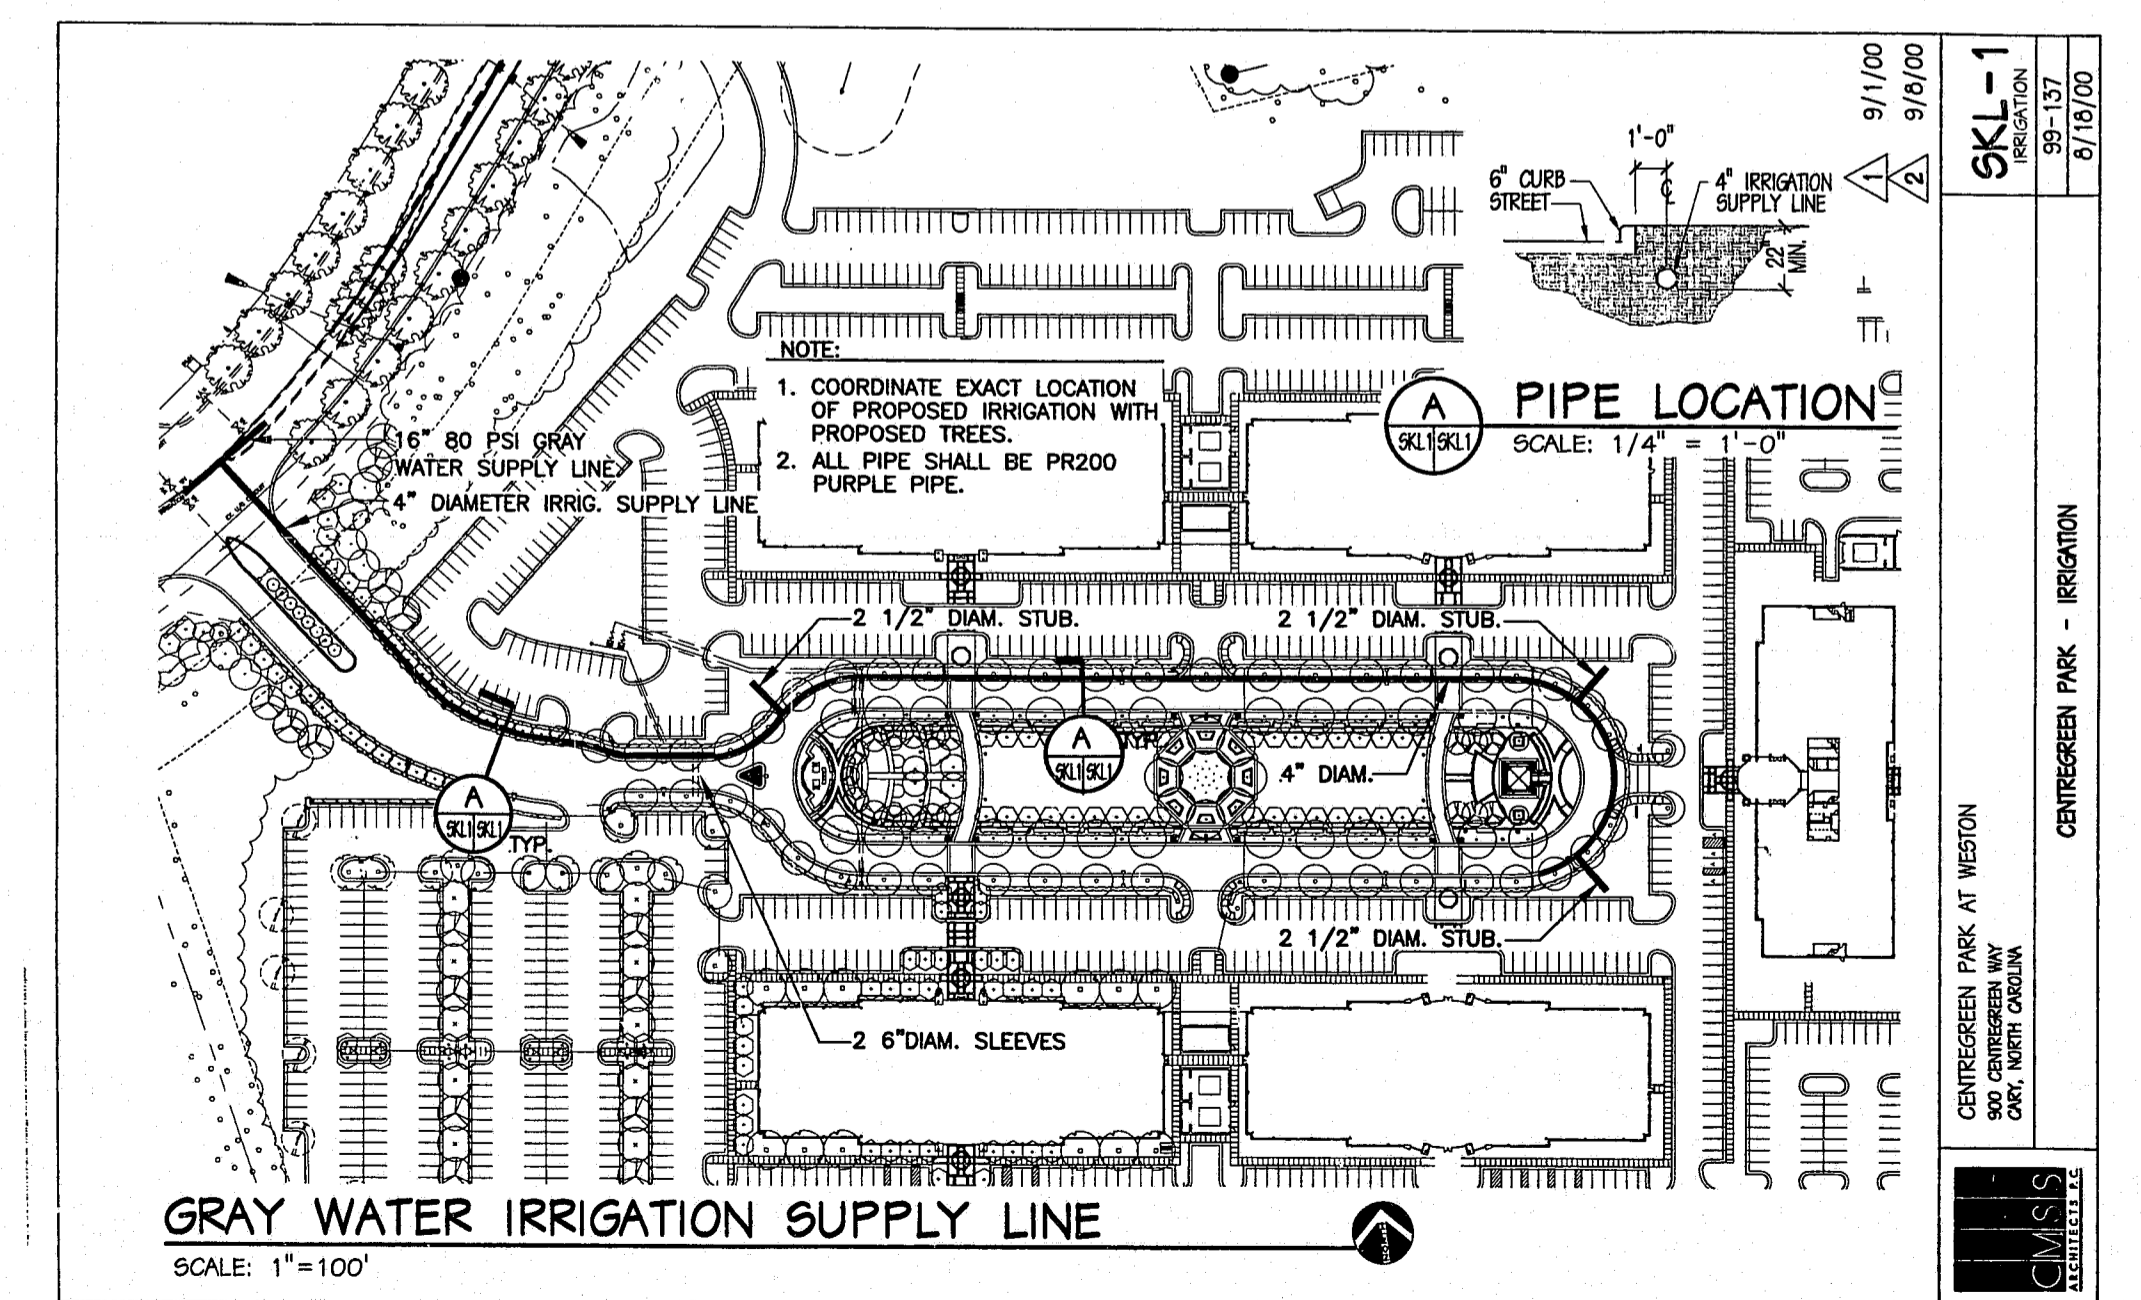 1'-0"
6" CURB
STREET
℄
4" IRRIGATION
SUPPLY LINE
22"
MIN.
NOTE:
1. COORDINATE EXACT LOCATION
OF PROPOSED IRRIGATION WITH
PROPOSED TREES.
2. ALL PIPE SHALL BE PR200
PURPLE PIPE.
A
SKL1 SKL1
PIPE LOCATION
SCALE: 1/4" = 1'-0"
16" 80 PSI GRAY
WATER SUPPLY LINE
4" DIAMETER IRRIG. SUPPLY LINE
2 1/2" DIAM. STUB.
2 1/2" DIAM. STUB.
A
SKL1 SKL1
TYP.
4" DIAM.
A
SKL1 SKL1
TYP.
2 1/2" DIAM. STUB.
2 6"DIAM. SLEEVES
GRAY WATER IRRIGATION SUPPLY LINE
SCALE: 1"=100'
NORTH
1 9/1/00
2 9/8/00
SKL-1
IRRIGATION
99-137
8/18/00
CENTREGREEN PARK - IRRIGATION
CENTREGREEN PARK AT WESTON
900 CENTREGREEN WAY
CARY, NORTH CAROLINA
CMSS
ARCHITECTS P.C.